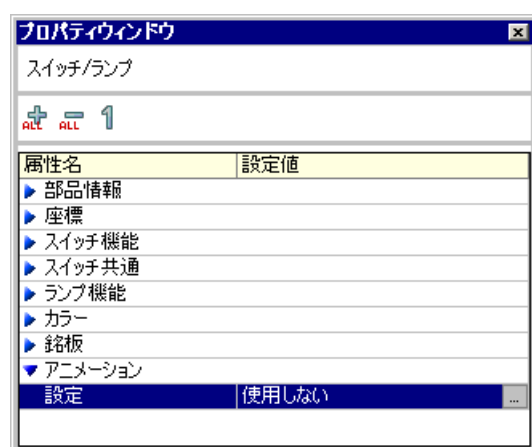 プロパティウィンドウ
スイッチ/ランプ
ALL ALL 1
属性名 設定値
部品情報
座標
スイッチ機能
スイッチ共通
ランプ機能
カラー
銘板
アニメーション
設定 使用しない ...